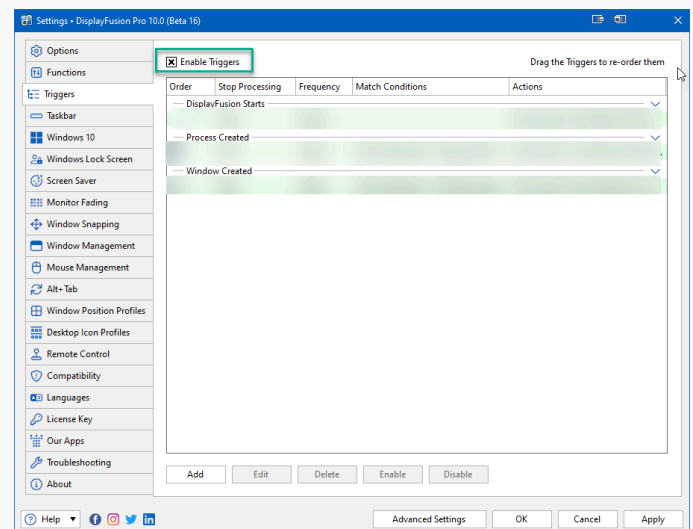 Settings • DisplayFusion Pro 10.0 (Beta 16)
Options
Functions
Triggers
Taskbar
Windows 10
Windows Lock Screen
Screen Saver
Monitor Fading
Window Snapping
Window Management
Mouse Management
Alt+Tab
Window Position Profiles
Desktop Icon Profiles
Remote Control
Compatibility
Languages
License Key
Our Apps
Troubleshooting
About
Enable Triggers
Drag the Triggers to re-order them
Order Stop Processing Frequency Match Conditions Actions
DisplayFusion Starts
Process Created
Window Created
Add Edit Delete Enable Disable
Help
Advanced Settings OK Cancel Apply